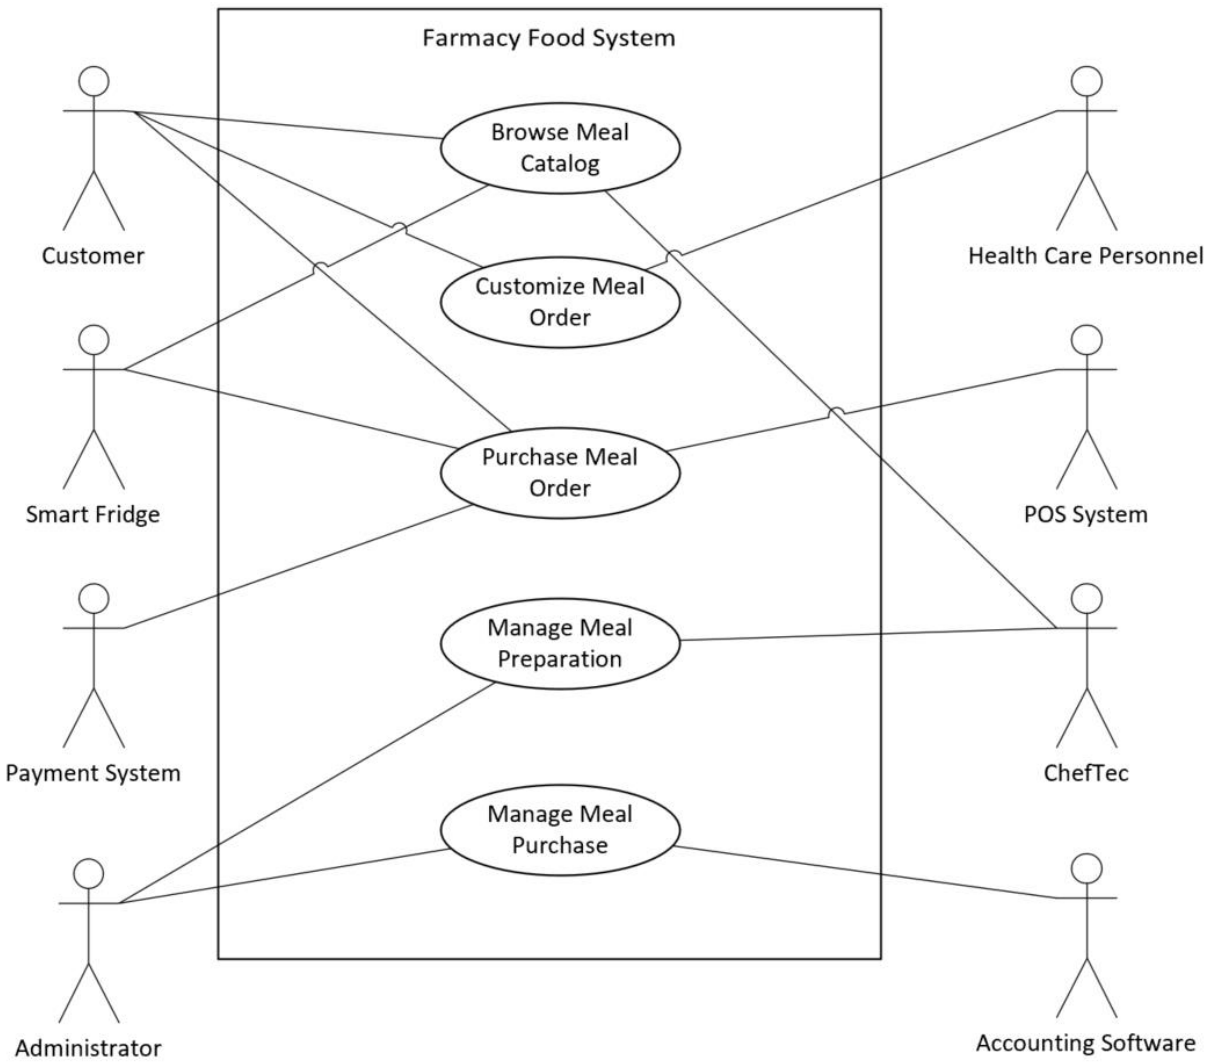 Farmacy Food System
Browse Meal
Catalog
Customer
Health Care Personnel
Customize Meal
Order
Purchase Meal
Order
Smart Fridge
POS System
Manage Meal
Preparation
Payment System
ChefTec
Manage Meal
Purchase
Administrator
Accounting Software